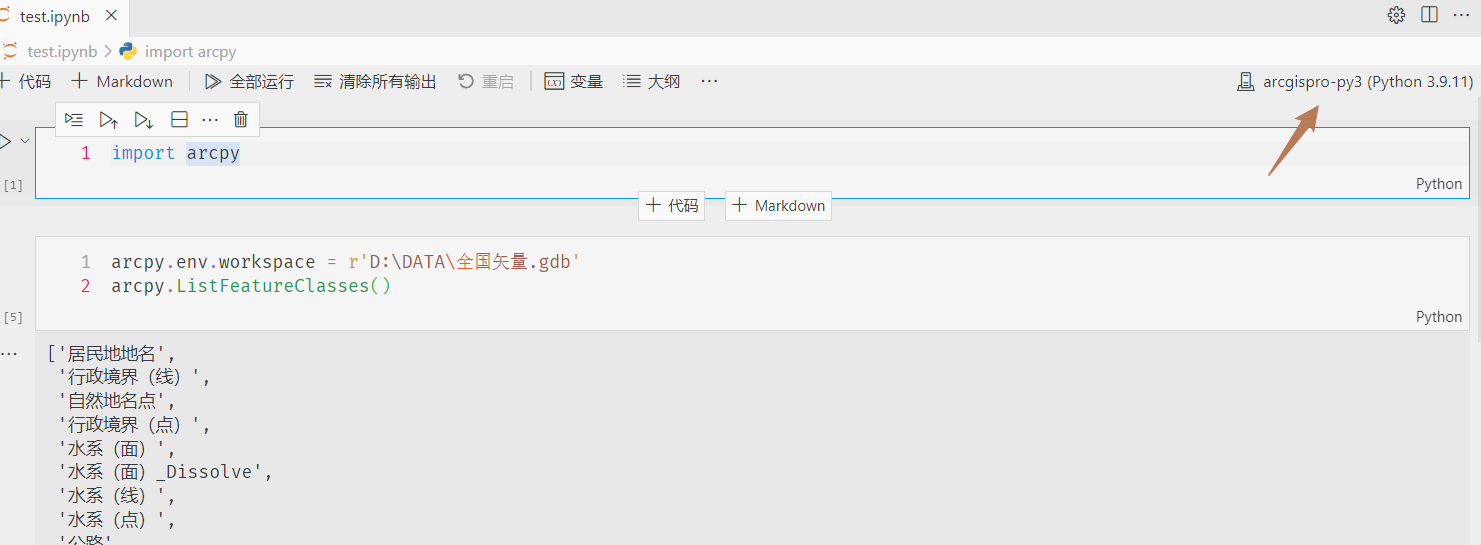 test.ipynb
test.ipynb > import arcpy
+ 代码 + Markdown 全部运行 清除所有输出 重启 变量 大纲 ...
arcgispro-py3 (Python 3.9.11)
1 import arcpy
[1]
Python
+ 代码 + Markdown
1 arcpy.env.workspace = r'D:\DATA\全国矢量.gdb'
2 arcpy.ListFeatureClasses()
[5]
Python
['居民地地名',
'行政境界（线）',
'自然地名点',
'行政境界（点）',
'水系（面）',
'水系（面）_Dissolve',
'水系（线）',
'水系（点）',
'公路'